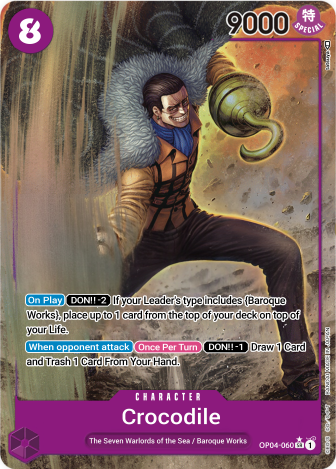 8
9000
特
SPECIAL
On Play DON!! -2 If your Leader's type includes {Baroque
Works}, place up to 1 card from the top of your deck on top of
your Life.
When opponent attack Once Per Turn DON!! -1 Draw 1 Card
and Trash 1 Card From Your Hand.
CHARACTER
Crocodile
The Seven Warlords of the Sea / Baroque Works
OP04-060 SR 1